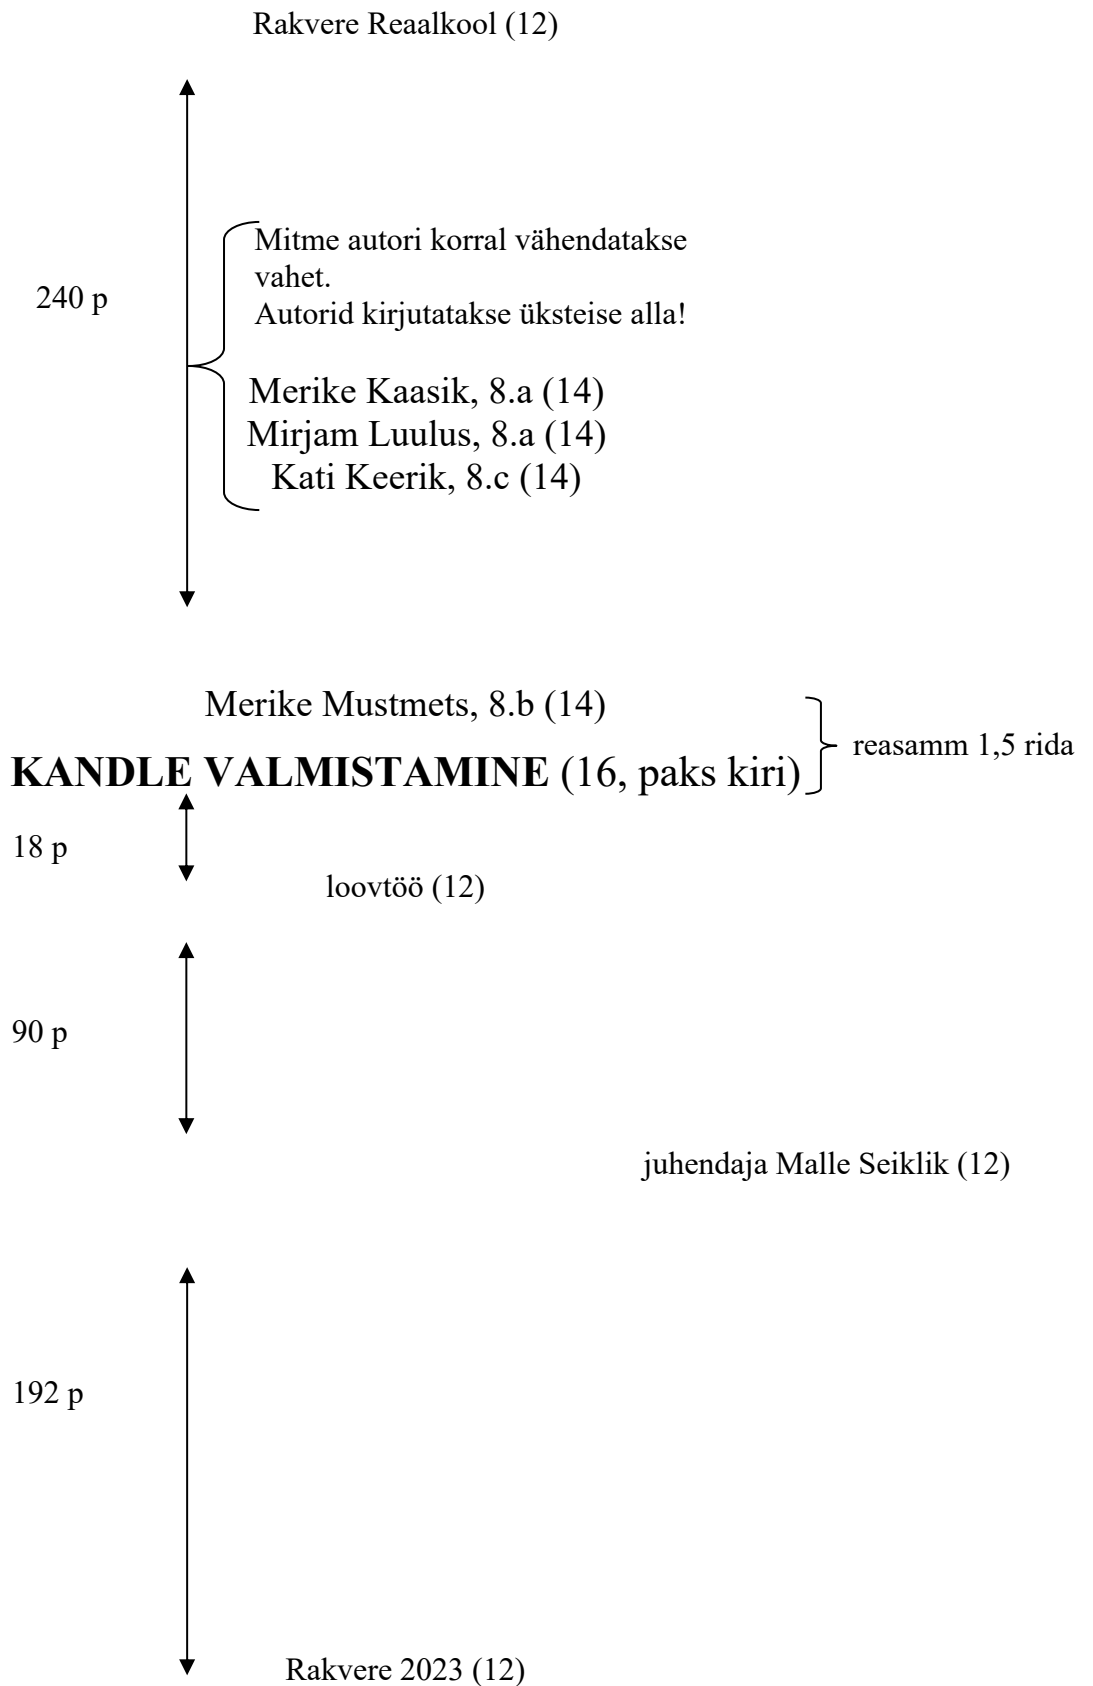 Rakvere Reaalkool (12)
Mitme autori korral vähendatakse
vahet.
Autorid kirjutatakse üksteise alla!
240 p
Merike Kaasik, 8.a (14)
Mirjam Luulus, 8.a (14)
Kati Keerik, 8.c (14)
Merike Mustmets, 8.b (14)
reasamm 1,5 rida
KANDLE VALMISTAMINE (16, paks kiri)
18 p
loovtöö (12)
90 p
juhendaja Malle Seiklik (12)
192 p
Rakvere 2023 (12)